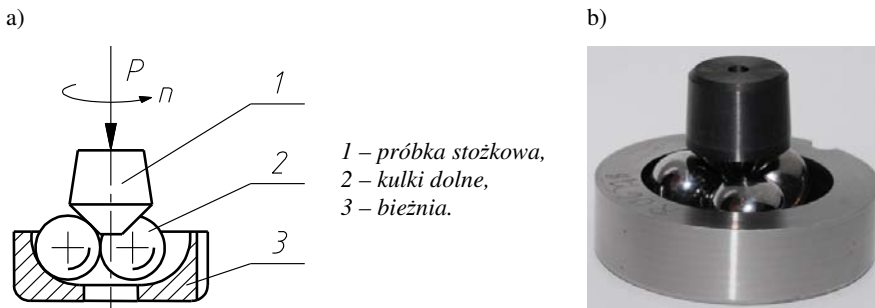 a)
b)
P
n
1
2
3
1 – próbka stożkowa,
2 – kulki dolne,
3 – bieżnia.